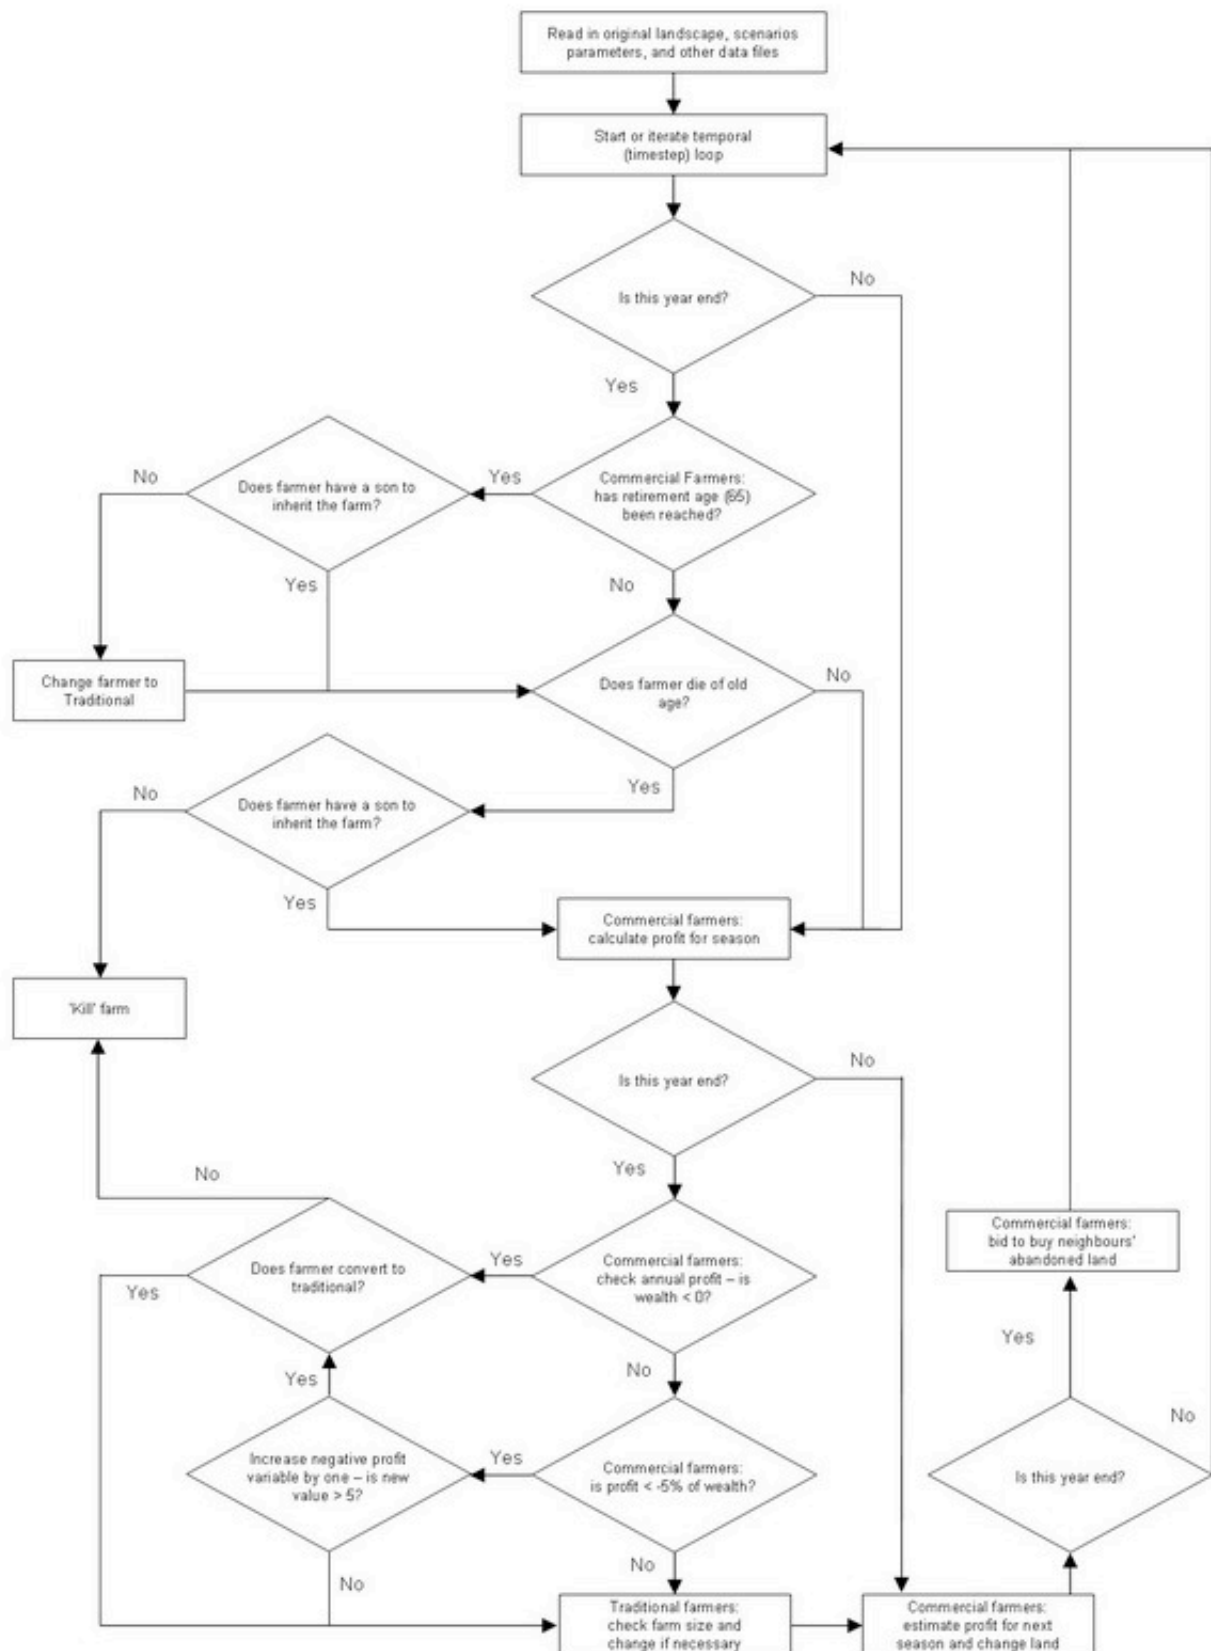 Read in original landscape, scenarios
parameters, and other data files
Start or iterate temporal
(timestep) loop
Is this year end?
No
Yes
Commercial Farmers:
has retirement age (65)
been reached?
Yes
Does farmer have a son to
inherit the farm?
No
Yes
No
Change farmer to
Traditional
Does farmer die of old
age?
No
Yes
Does farmer have a son to
inherit the farm?
No
Yes
Commercial farmers:
calculate profit for season
'Kill' farm
Is this year end?
No
Yes
No
Commercial farmers:
check annual profit – is
wealth < 0?
Yes
Does farmer convert to
traditional?
Yes
No
Yes
Commercial farmers:
is profit < -5% of wealth?
Yes
Increase negative profit
variable by one – is new
value > 5?
No
No
Traditional farmers:
check farm size and
change if necessary
Commercial farmers:
estimate profit for next
season and change land
Is this year end?
No
Yes
Commercial farmers:
bid to buy neighbours'
abandoned land